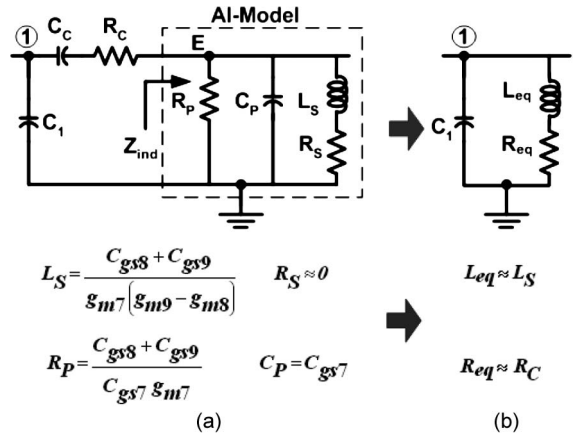 AI-Model
① C_C R_C E
Z_ind R_P C_P L_S
C_1 R_S
① 
C_1 L_eq
R_eq
L_S = (C_gs8 + C_gs9) / (g_m7 (g_m9 − g_m8)) R_S ≈ 0 L_eq ≈ L_S
R_P = (C_gs8 + C_gs9) / (C_gs7 g_m7) C_P = C_gs7 R_eq ≈ R_C
(a) (b)